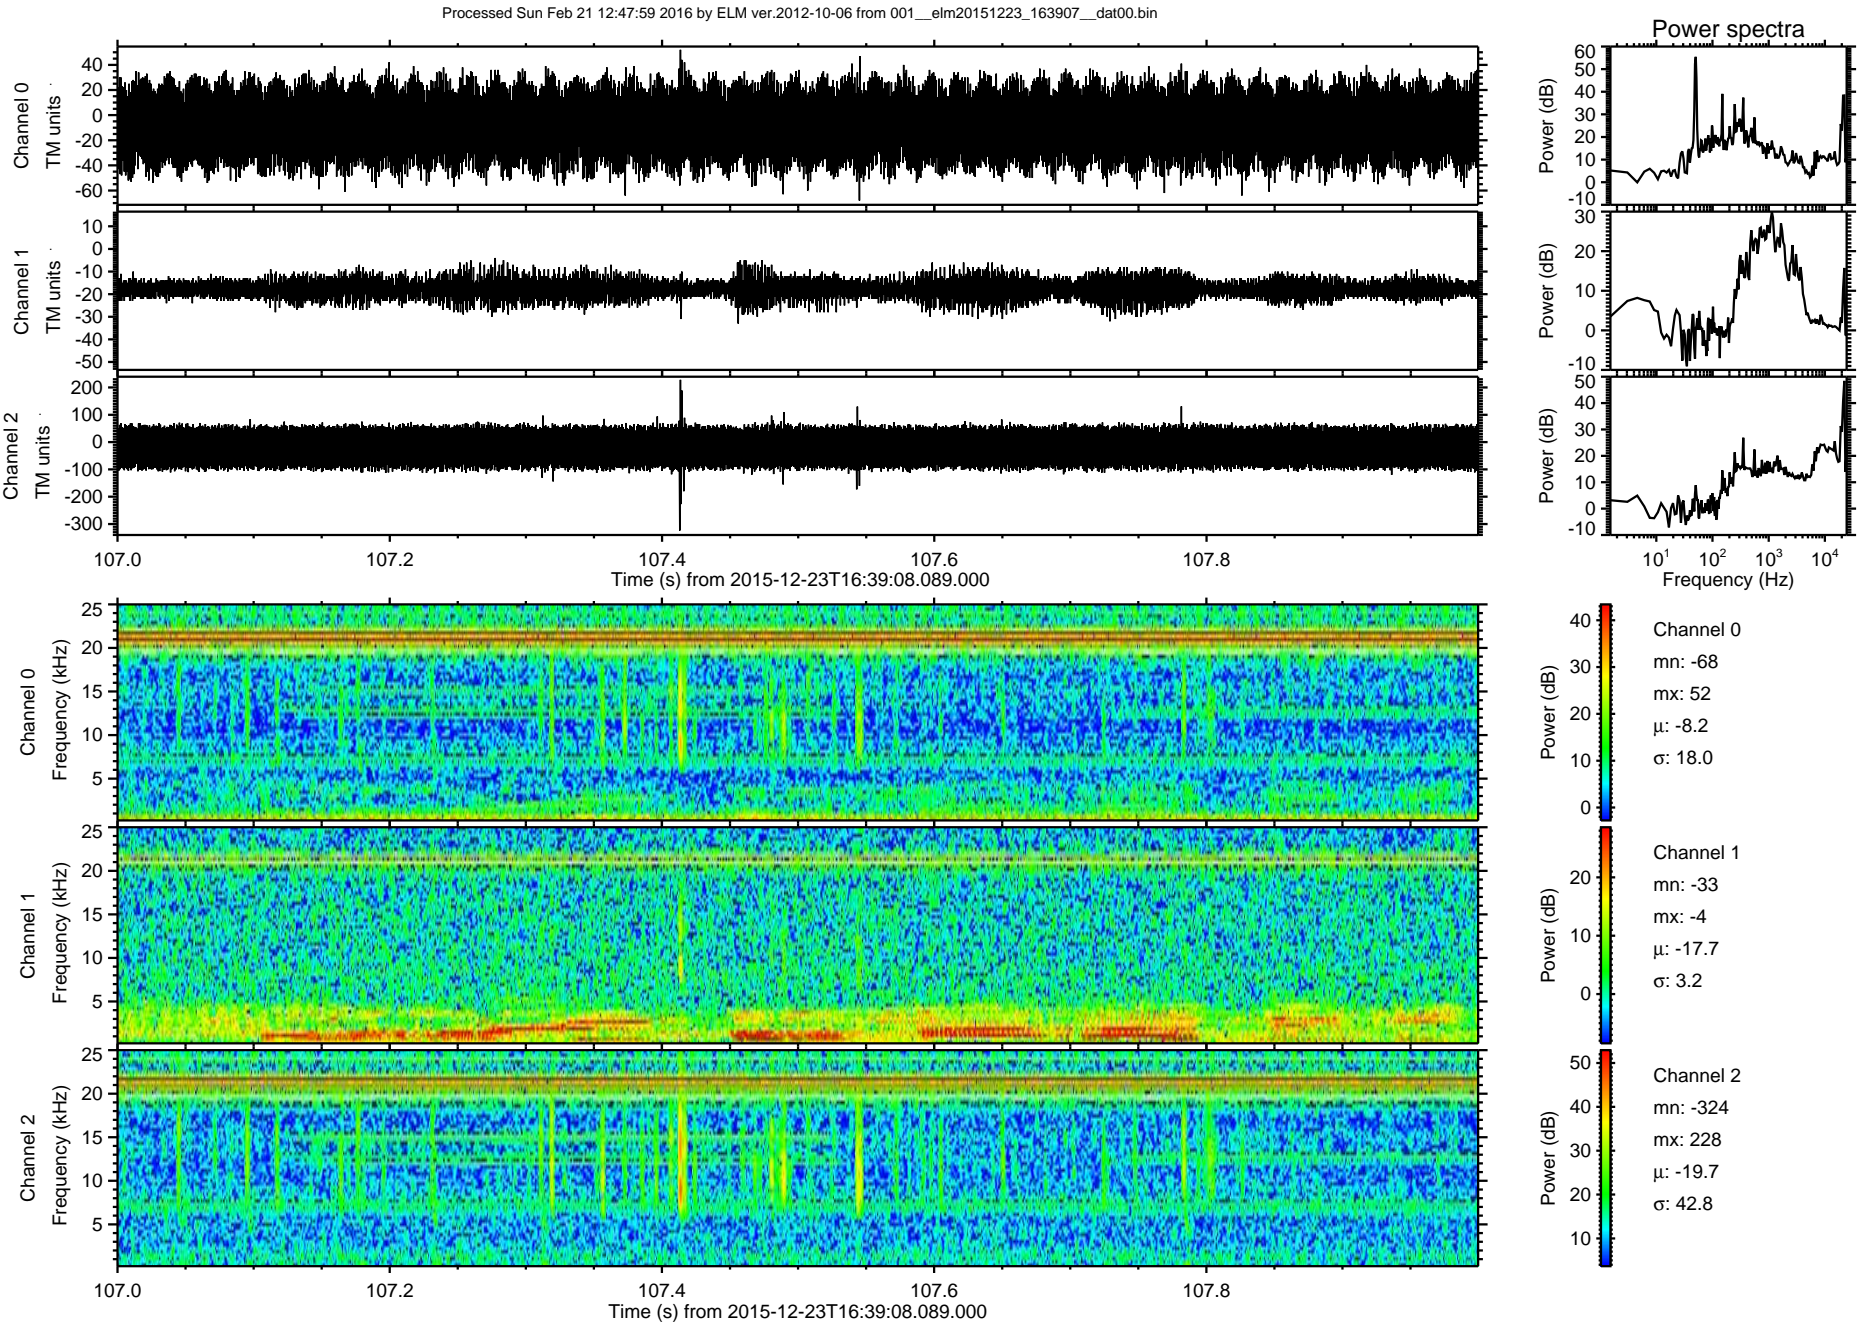 Processed Sun Feb 21 12:47:59 2016 by ELM ver.2012-10-06 from 001__elm20151223_163907__dat00.bin
Power spectra
Channel 0
TM units
40
20
0
-20
-40
-60
Power (dB)
60
50
40
30
20
10
0
-10
Channel 1
TM units
10
0
-10
-20
-30
-40
-50
Power (dB)
30
20
10
0
-10
Channel 2
TM units
200
100
0
-100
-200
-300
Power (dB)
50
40
30
20
10
0
-10
107.0 107.2 107.4 107.6 107.8
Time (s) from 2015-12-23T16:39:08.089.000
10^1 10^2 10^3 10^4
Frequency (Hz)
Channel 0
Frequency (kHz)
25
20
15
10
5
Power (dB)
40
30
20
10
0
Channel 0
mn: -68
mx: 52
μ: -8.2
σ: 18.0
Channel 1
Frequency (kHz)
25
20
15
10
5
Power (dB)
20
10
0
Channel 1
mn: -33
mx: -4
μ: -17.7
σ: 3.2
Channel 2
Frequency (kHz)
25
20
15
10
5
Power (dB)
50
40
30
20
10
Channel 2
mn: -324
mx: 228
μ: -19.7
σ: 42.8
107.0 107.2 107.4 107.6 107.8
Time (s) from 2015-12-23T16:39:08.089.000